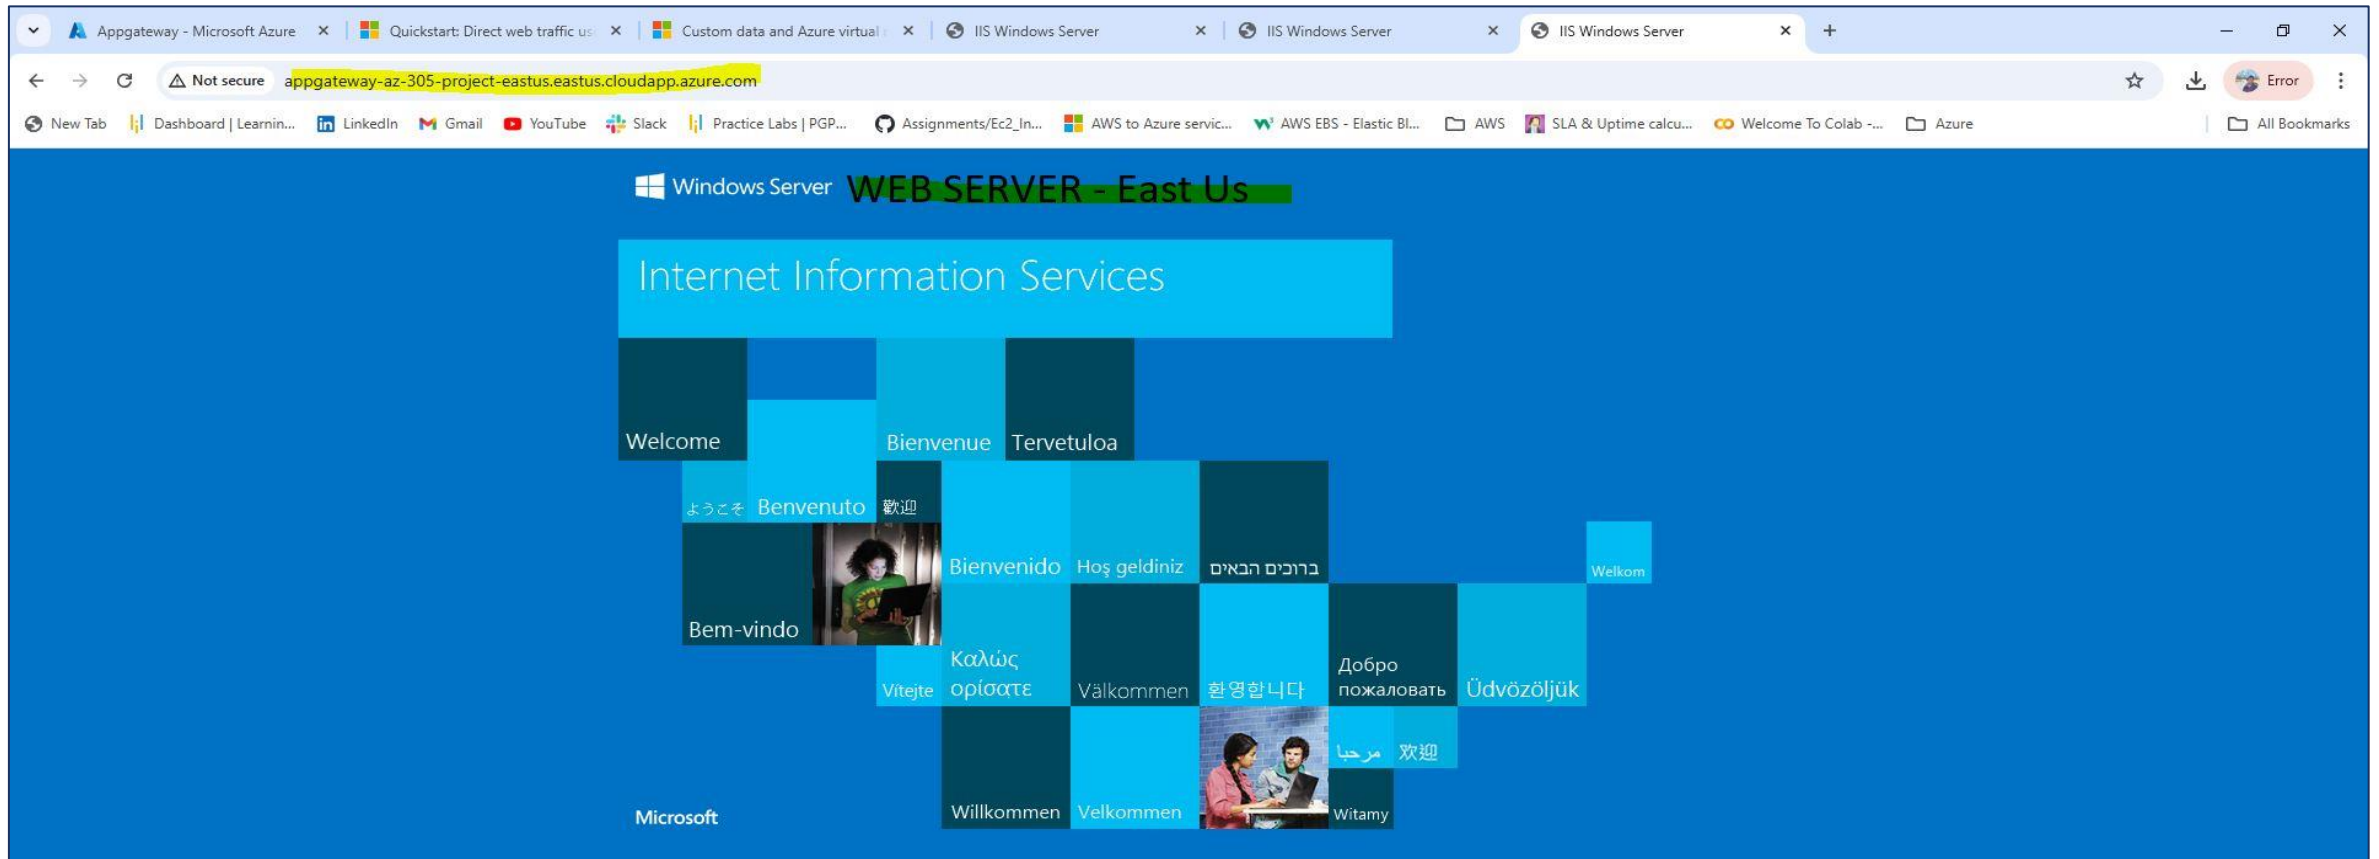 Appgateway - Microsoft Azure
Quickstart: Direct web traffic us
Custom data and Azure virtual
IIS Windows Server
IIS Windows Server
IIS Windows Server
Not secure appgateway-az-305-project-eastus.eastus.cloudapp.azure.com
Error
New Tab
Dashboard | Learnin...
LinkedIn
Gmail
YouTube
Slack
Practice Labs | PGP...
Assignments/Ec2_In...
AWS to Azure servic...
AWS EBS - Elastic Bl...
AWS
SLA & Uptime calcu...
Welcome To Colab -...
Azure
All Bookmarks
Windows Server WEB SERVER - East Us
Internet Information Services
Welcome
Bienvenue
Tervetuloa
ようこそ
Benvenuto
歡迎
Bienvenido
Hoş geldiniz
ברוכים הבאים
Welkom
Bem-vindo
Vítejte
Καλώς
ορίσατε
Välkommen
환영합니다
Добро
пожаловать
Üdvözöljük
مرحبا
欢迎
Microsoft
Willkommen
Velkommen
Witamy